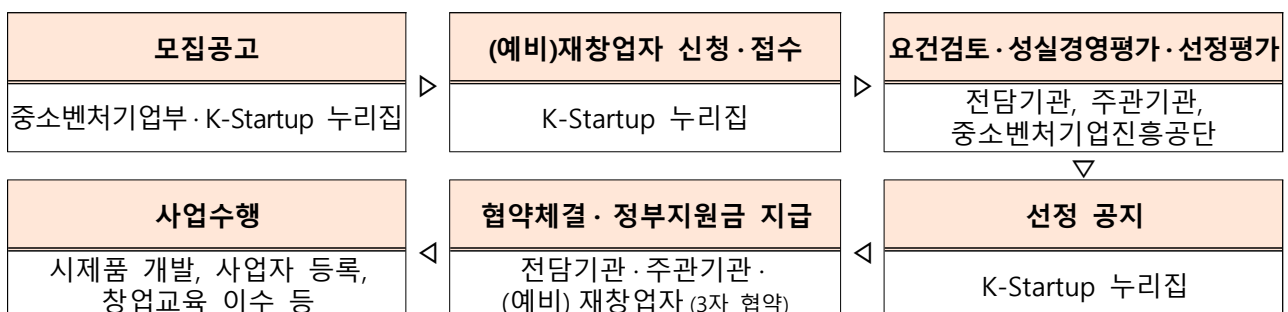 모집공고
중소벤처기업부·K-Startup 누리집
▷
(예비)재창업자 신청·접수
K-Startup 누리집
▷
요건검토·성실경영평가·선정평가
전담기관, 주관기관,
중소벤처기업진흥공단
▽
선정 공지
K-Startup 누리집
◁
협약체결· 정부지원금 지급
전담기관·주관기관·
(예비) 재창업자(3자 협약)
◁
사업수행
시제품 개발, 사업자 등록,
창업교육 이수 등